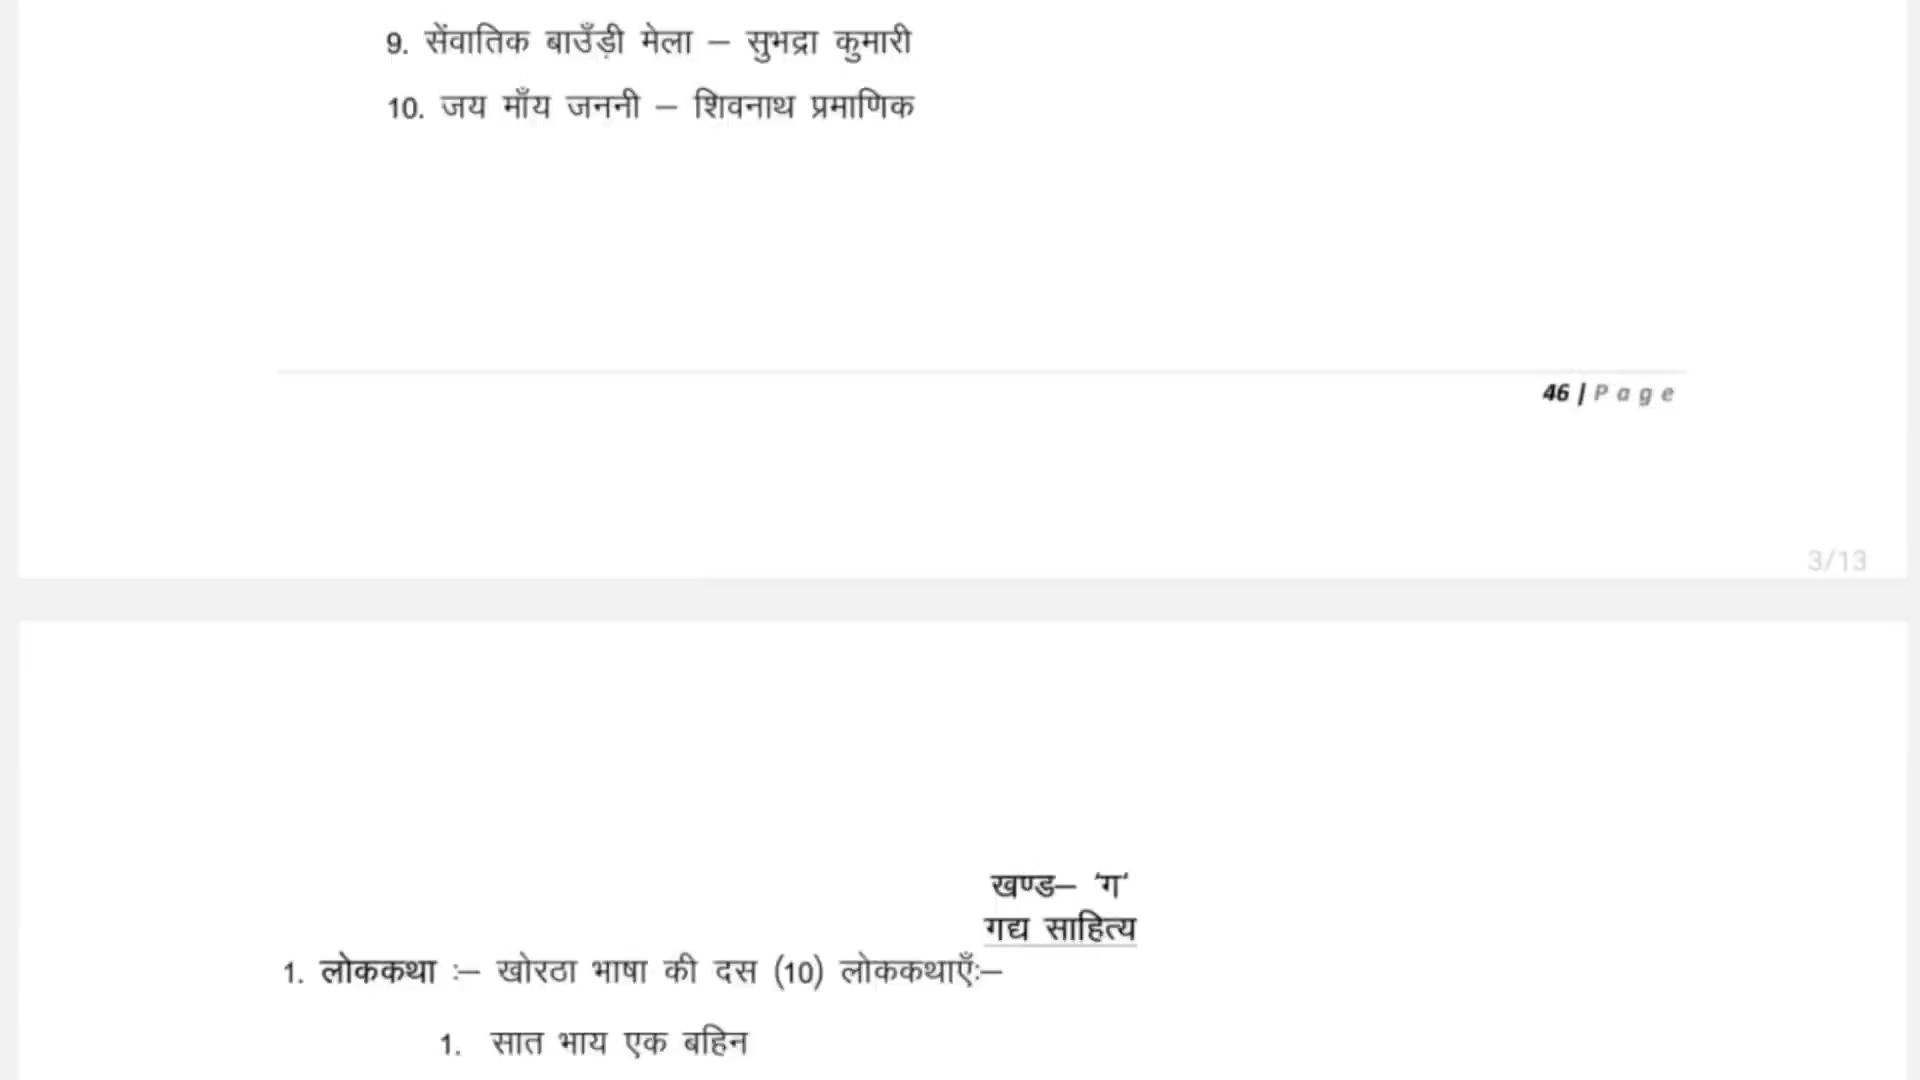 9. सेंवातिक बाउँड़ी मेला – सुभद्रा कुमारी
10. जय माँय जननी – शिवनाथ प्रमाणिक
46 | P a g e
3/13
खण्ड– 'ग'
गद्य साहित्य
1. लोककथा :– खोरठा भाषा की दस (10) लोककथाएँ:–
1. सात भाय एक बहिन